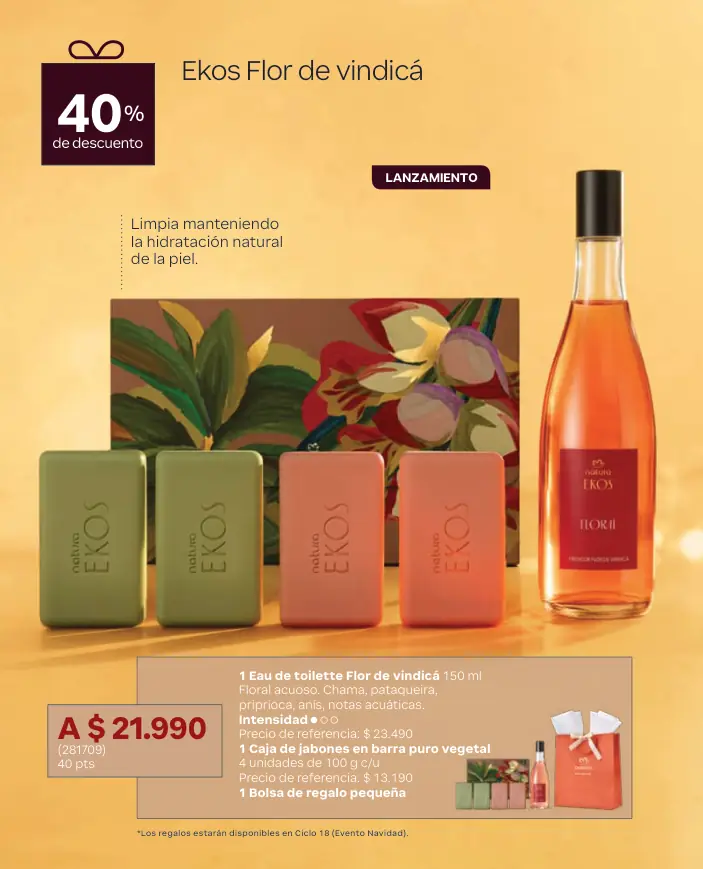 40%
de descuento
Ekos Flor de vindicá
LANZAMIENTO
Limpia manteniendo
la hidratación natural
de la piel.
natura
EKOS
natura
EKOS
natura
EKOS
natura
EKOS
natura
EKOS
FLORAÍ
A $ 21.990
(281709)
40 pts
1 Eau de toilette Flor de vindicá 150 ml
Floral acuoso. Chama, pataqueira,
priprioca, anís, notas acuáticas.
Intensidad
Precio de referencia: $ 23.490
1 Caja de jabones en barra puro vegetal
4 unidades de 100 g c/u
Precio de referencia. $ 13.190
1 Bolsa de regalo pequeña
natura
*Los regalos estarán disponibles en Ciclo 18 (Evento Navidad).